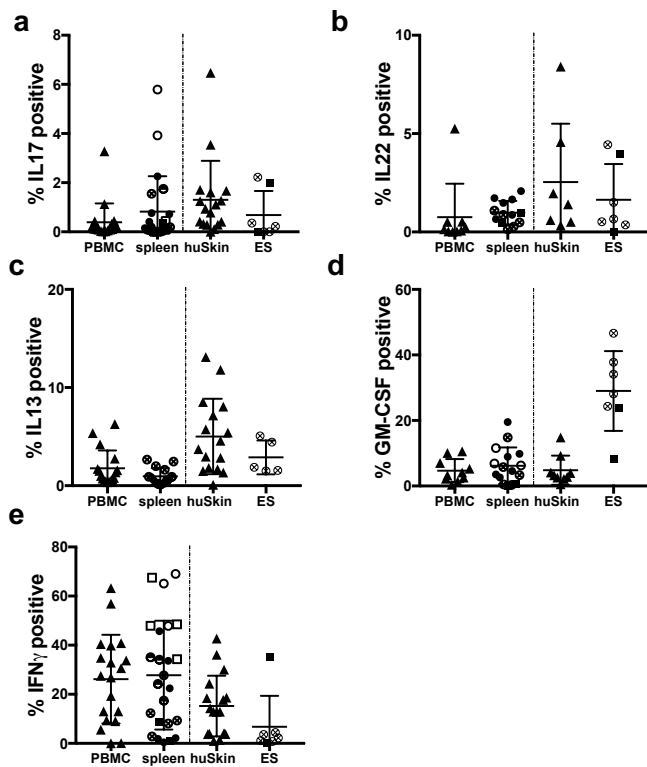 a
% IL17 positive
8
6
4
2
0
PBMC spleen huSkin ES
b
% IL22 positive
10
5
0
PBMC spleen huSkin ES
c
% IL13 positive
20
10
0
PBMC spleen huSkin ES
d
% GM-CSF positive
60
40
20
0
PBMC spleen huSkin ES
e
% IFNγ positive
80
60
40
20
0
PBMC spleen huSkin ES